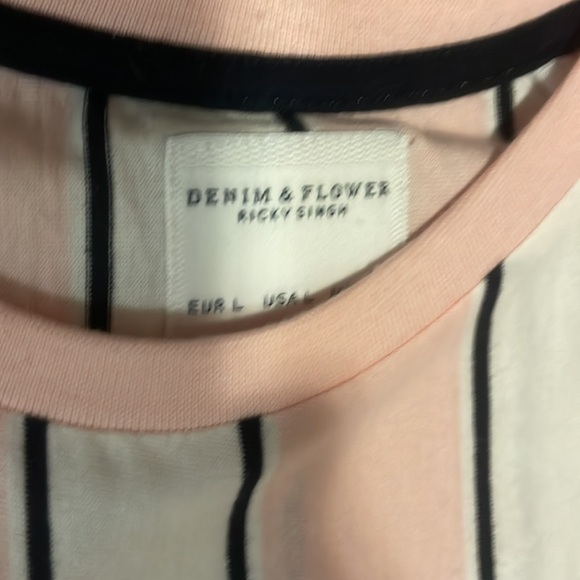 DENIM & FLOWER
RICKY SINGH
EUR L USA L